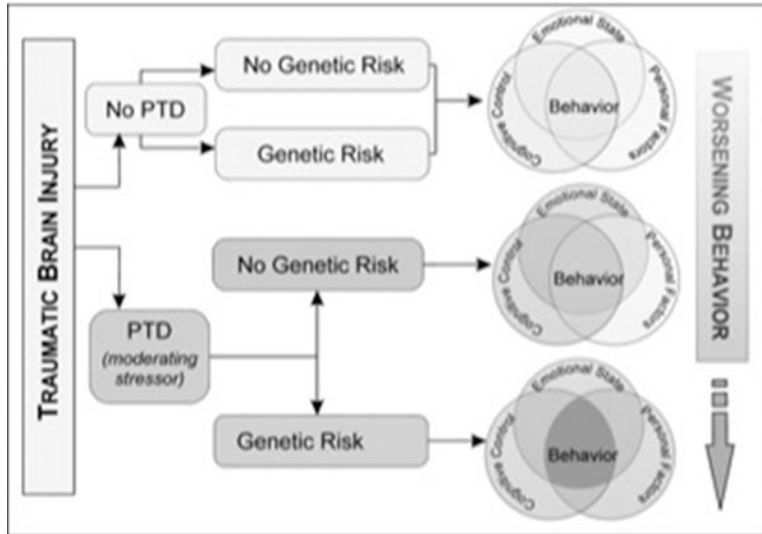 TRAUMATIC BRAIN INJURY
No PTD
No Genetic Risk
Genetic Risk
Emotional State
Cognitive Control
Personal Factors
Behavior
PTD
(moderating
stressor)
No Genetic Risk
Genetic Risk
Emotional State
Cognitive Control
Personal Factors
Behavior
Emotional State
Cognitive Control
Personal Factors
Behavior
WORSENING BEHAVIOR